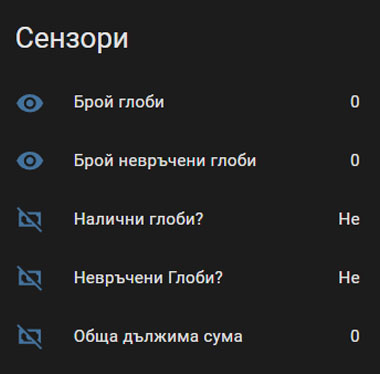 Сензори
Брой глоби 0
Брой невръчени глоби 0
Налични глоби? Не
Невръчени Глоби? Не
Обща дължима сума 0